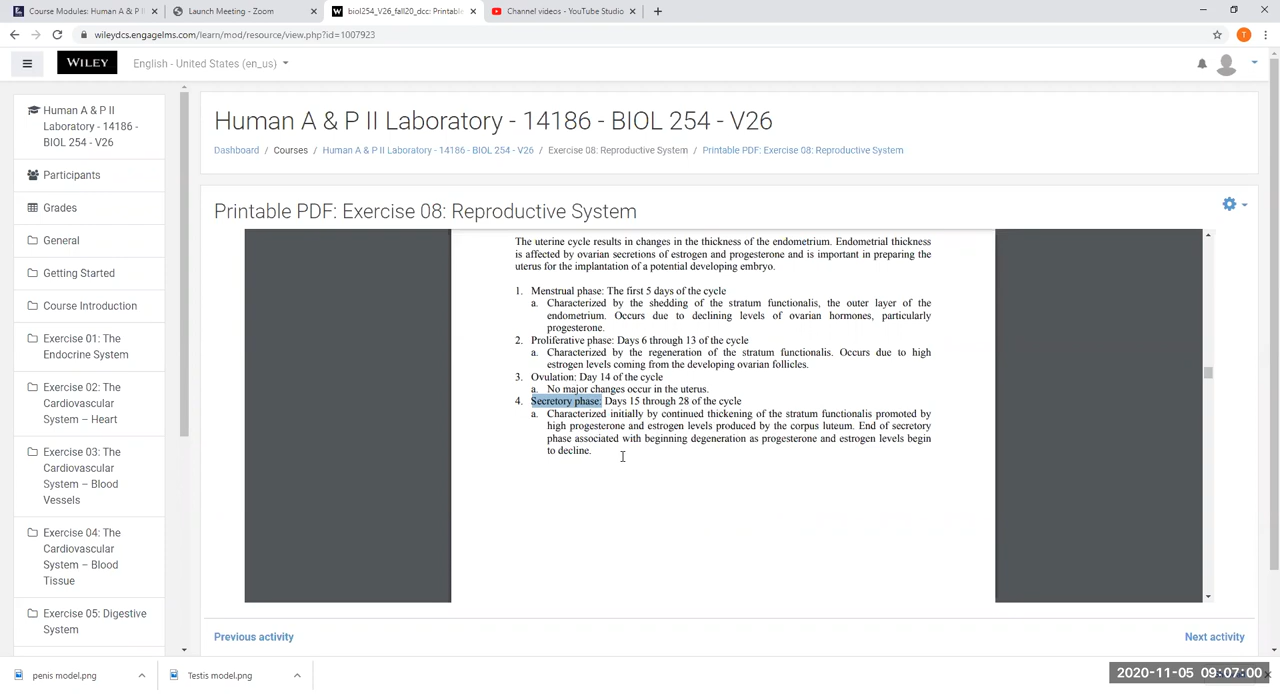 Course Modules: Human A & P II
Launch Meeting - Zoom
biol254_V26_fall20_dcc: Printable
Channel videos - YouTube Studio
wileydcs.engagelms.com/learn/mod/resource/view.php?id=1007923
T
WILEY
English - United States (en_us)
Human A & P II
Laboratory - 14186 -
BIOL 254 - V26
Participants
Grades
General
Getting Started
Course Introduction
Exercise 01: The
Endocrine System
Exercise 02: The
Cardiovascular
System – Heart
Exercise 03: The
Cardiovascular
System – Blood
Vessels
Exercise 04: The
Cardiovascular
System – Blood
Tissue
Exercise 05: Digestive
System
Human A & P II Laboratory - 14186 - BIOL 254 - V26
Dashboard / Courses / Human A & P II Laboratory - 14186 - BIOL 254 - V26 / Exercise 08: Reproductive System / Printable PDF: Exercise 08: Reproductive System
Printable PDF: Exercise 08: Reproductive System
The uterine cycle results in changes in the thickness of the endometrium. Endometrial thickness
is affected by ovarian secretions of estrogen and progesterone and is important in preparing the
uterus for the implantation of a potential developing embryo.
1. Menstrual phase: The first 5 days of the cycle
a. Characterized by the shedding of the stratum functionalis, the outer layer of the
endometrium. Occurs due to declining levels of ovarian hormones, particularly
progesterone.
2. Proliferative phase: Days 6 through 13 of the cycle
a. Characterized by the regeneration of the stratum functionalis. Occurs due to high
estrogen levels coming from the developing ovarian follicles.
3. Ovulation: Day 14 of the cycle
a. No major changes occur in the uterus.
4. Secretory phase: Days 15 through 28 of the cycle
a. Characterized initially by continued thickening of the stratum functionalis promoted by
high progesterone and estrogen levels produced by the corpus luteum. End of secretory
phase associated with beginning degeneration as progesterone and estrogen levels begin
to decline.
Previous activity
Next activity
penis model.png
Testis model.png
2020-11-05 09:07:00